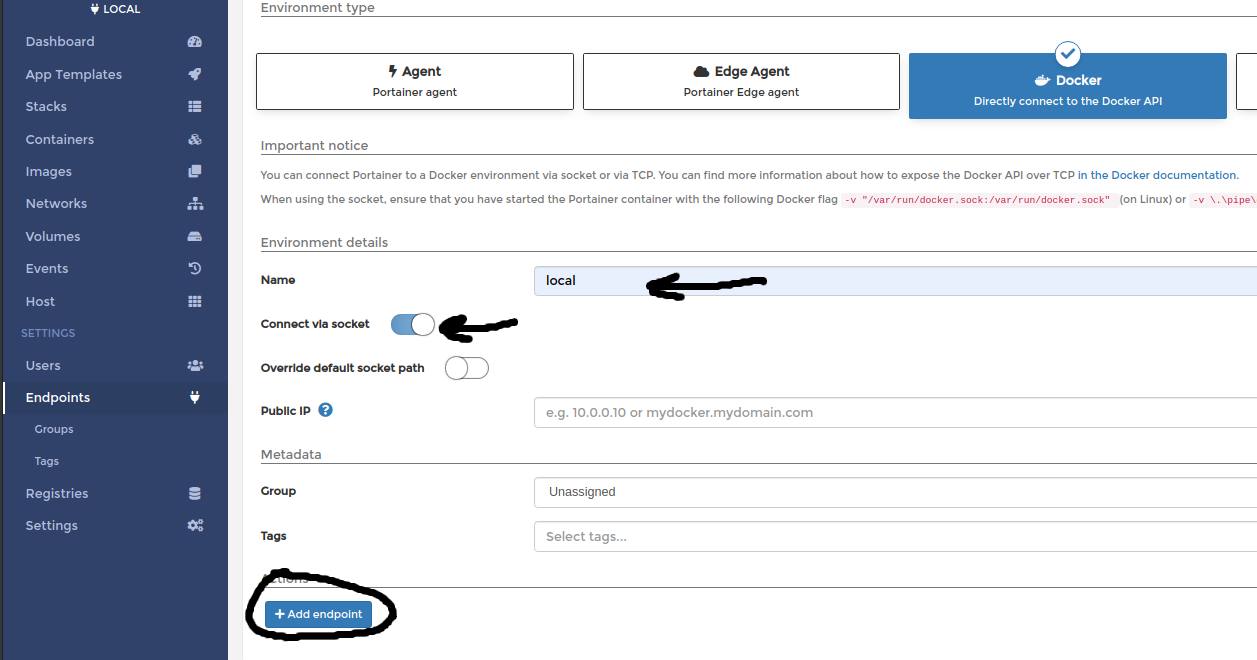 LOCAL
Dashboard
App Templates
Stacks
Containers
Images
Networks
Volumes
Events
Host
SETTINGS
Users
Endpoints
Groups
Tags
Registries
Settings
Environment type
Agent
Portainer agent
Edge Agent
Portainer Edge agent
Docker
Directly connect to the Docker API
Important notice
You can connect Portainer to a Docker environment via socket or via TCP. You can find more information about how to expose the Docker API over TCP in the Docker documentation.
When using the socket, ensure that you have started the Portainer container with the following Docker flag -v "/var/run/docker.sock:/var/run/docker.sock" (on Linux) or -v \.\pipe\
Environment details
Name
local
Connect via socket
Override default socket path
Public IP ?
e.g. 10.0.0.10 or mydocker.mydomain.com
Metadata
Group
Unassigned
Tags
Select tags...
Actions
+ Add endpoint